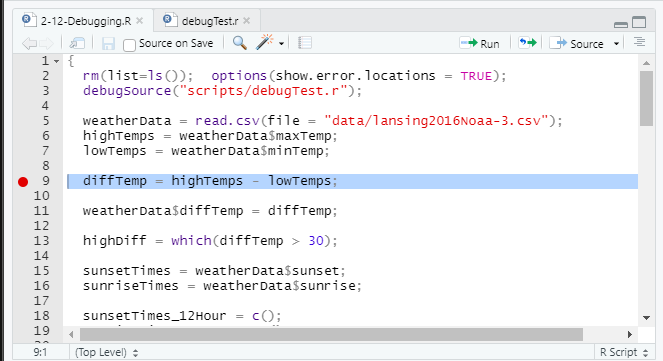 2-12-Debugging.R × debugTest.r ×
Source on Save Run Source
1 {
2 rm(list=ls()); options(show.error.locations = TRUE);
3 debugSource("scripts/debugTest.r");
4
5 weatherData = read.csv(file = "data/lansing2016Noaa-3.csv");
6 highTemps = weatherData$maxTemp;
7 lowTemps = weatherData$minTemp;
8
9 diffTemp = highTemps - lowTemps;
10
11 weatherData$diffTemp = diffTemp;
12
13 highDiff = which(diffTemp > 30);
14
15 sunsetTimes = weatherData$sunset;
16 sunriseTimes = weatherData$sunrise;
17
18 sunsetTimes_12Hour = c();
19
9:1 (Top Level) R Script